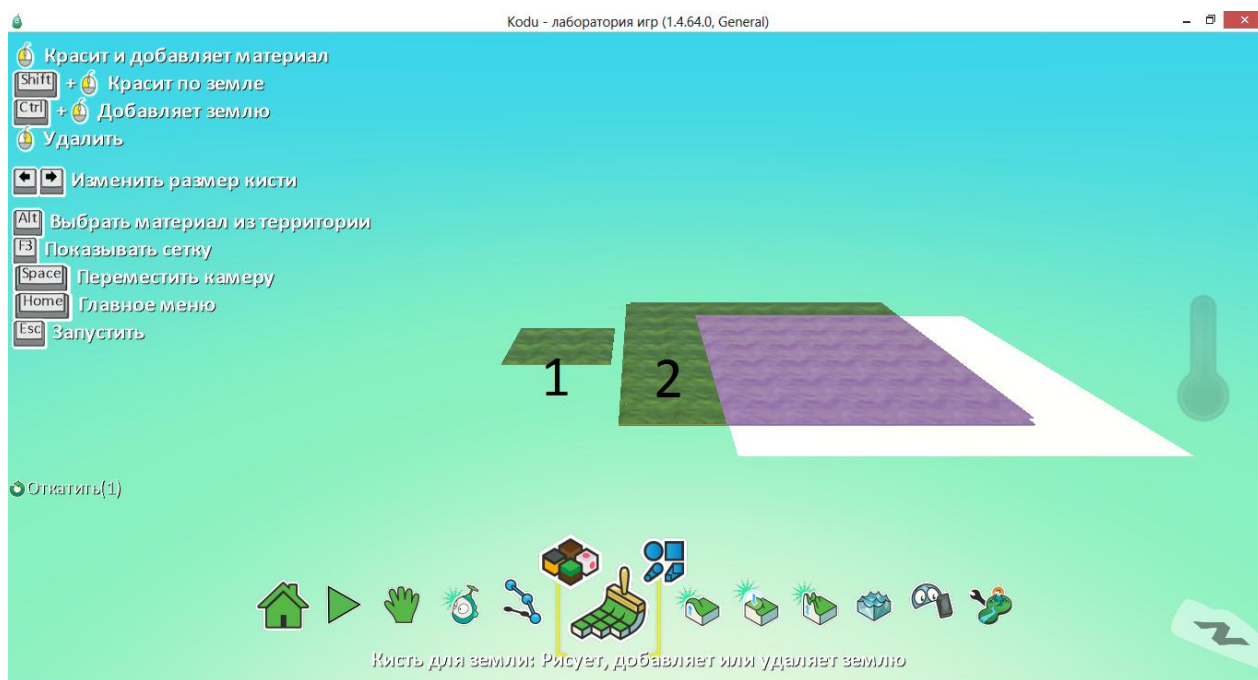 Kodu - лаборатория игр (1.4.64.0, General)
Красит и добавляет материал
Shift + Красит по земле
Ctrl + Добавляет землю
Удалить
Изменить размер кисти
Alt Выбрать материал из территории
F3 Показывать сетку
Space Переместить камеру
Home Главное меню
Esc Запустить
1
2
Откатить(1)
Кисть для земли: Рисует, добавляет или удаляет землю